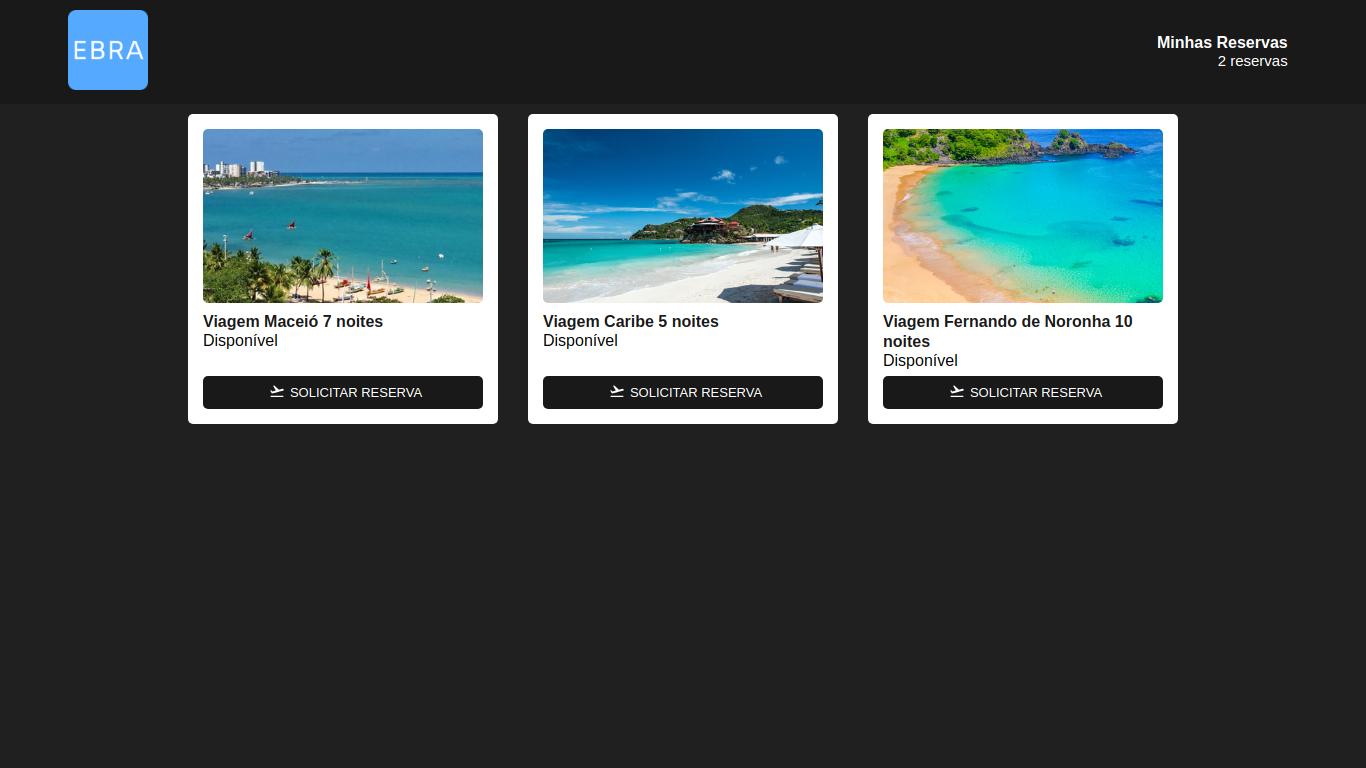 EBRA
Minhas Reservas
2 reservas
Viagem Maceió 7 noites
Disponível
SOLICITAR RESERVA
Viagem Caribe 5 noites
Disponível
SOLICITAR RESERVA
Viagem Fernando de Noronha 10
noites
Disponível
SOLICITAR RESERVA